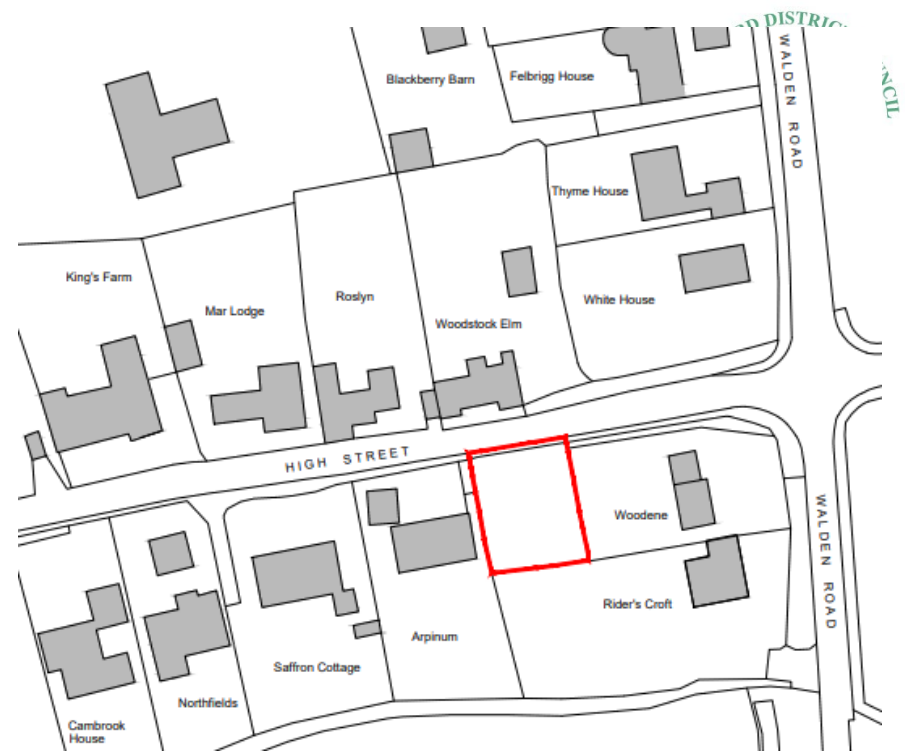 DISTRIC
NCIL
WALDEN ROAD
Blackberry Barn
Felbrigg House
Thyme House
King's Farm
Mar Lodge
Roslyn
White House
Woodstock Elm
HIGH STREET
Woodene
WALDEN ROAD
Rider's Croft
Arpinum
Saffron Cottage
Northfields
Cambrook
House